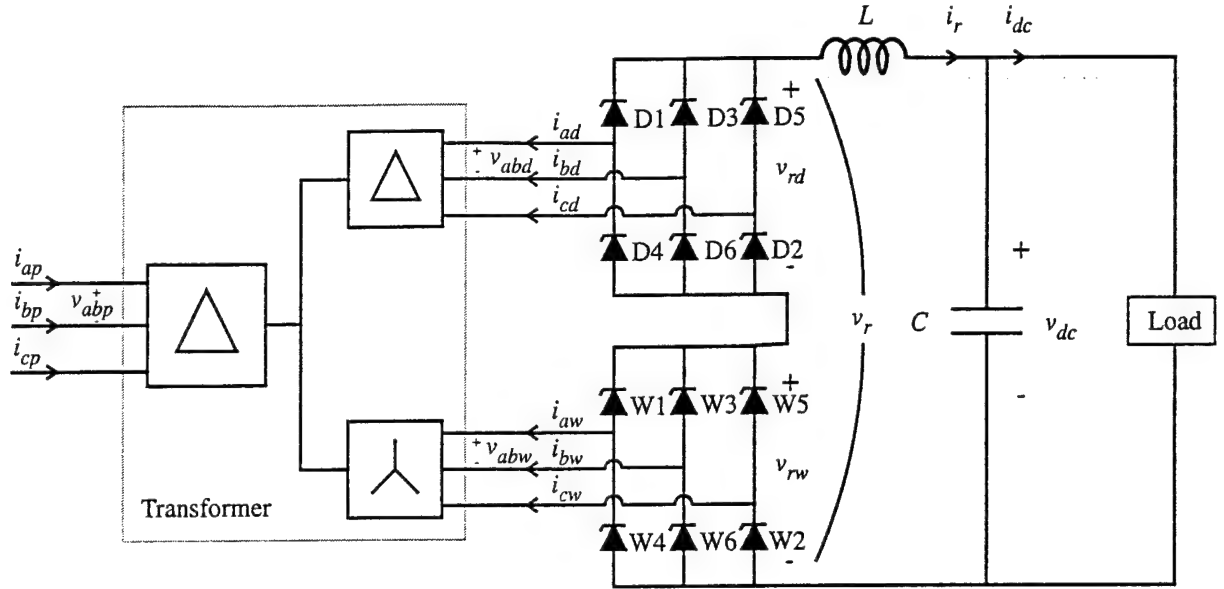 L
i_r
i_dc
D1
D3
D5
+
i_ad
+
-
v_abd
i_bd
i_cd
v_rd
D4
D6
D2
-
i_ap
i_bp
v_abp
+
-
i_cp
v_r
C
+
v_dc
-
Load
W1
W3
W5
+
i_aw
+
-
v_abw
i_bw
i_cw
v_rw
Transformer
W4
W6
W2
-